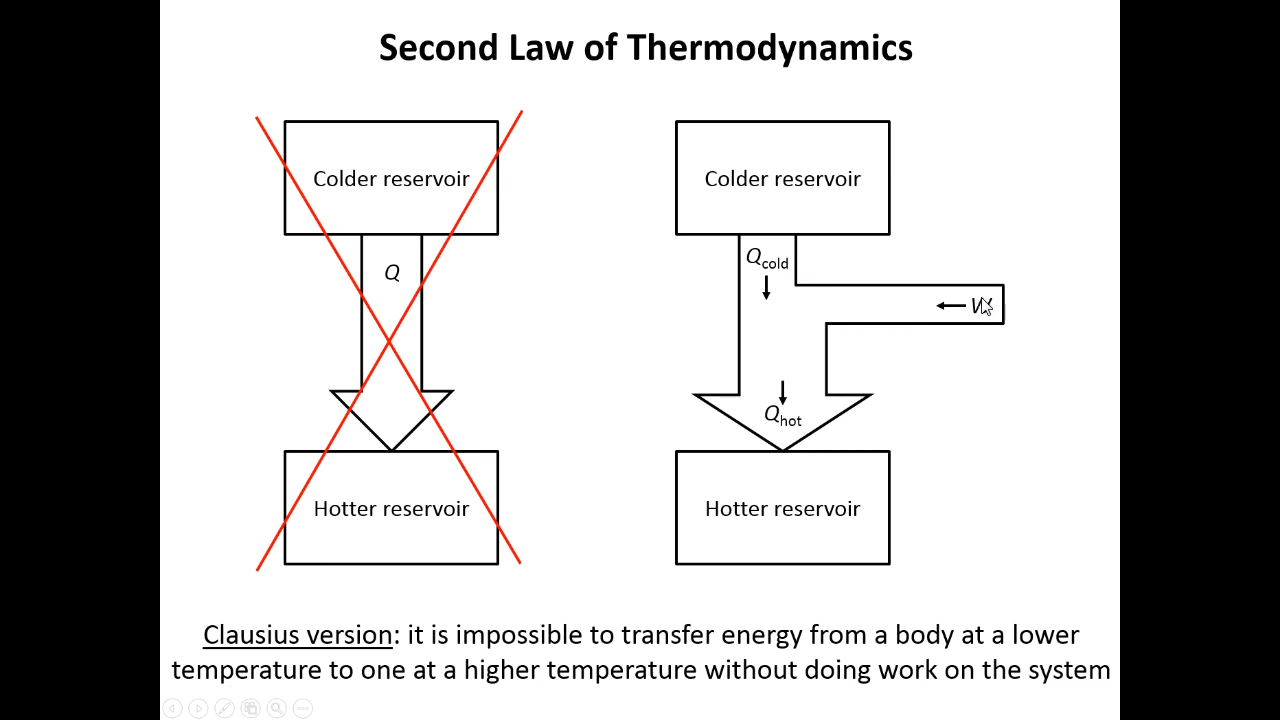 Second Law of Thermodynamics
Colder reservoir
Q
Hotter reservoir
Colder reservoir
Qcold
W
Qhot
Hotter reservoir
Clausius version: it is impossible to transfer energy from a body at a lower
temperature to one at a higher temperature without doing work on the system